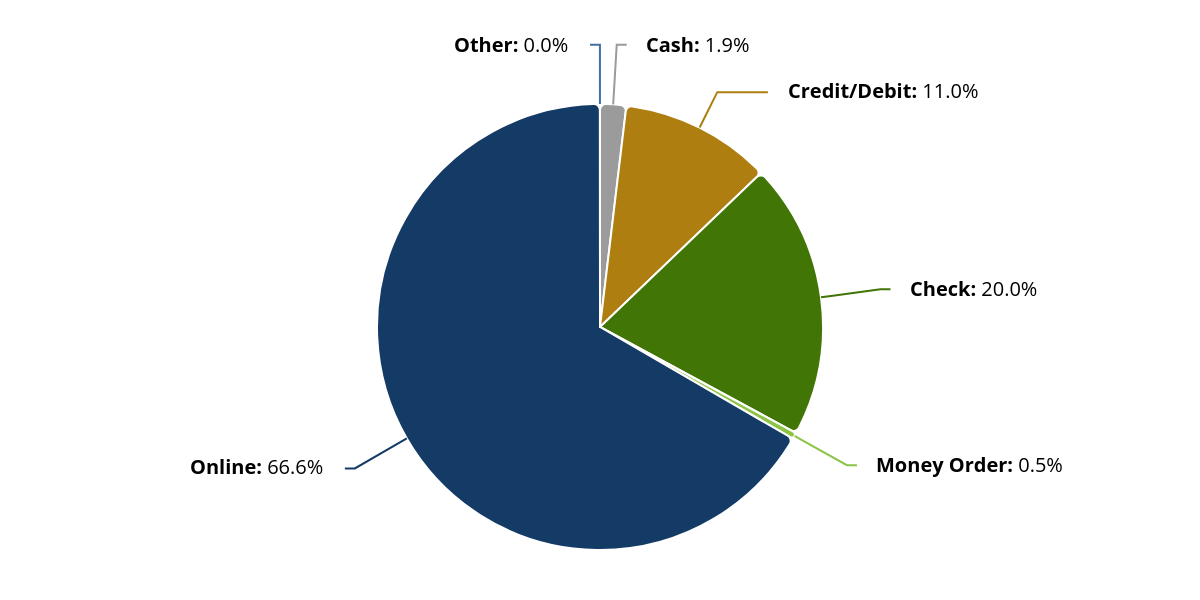 Other: 0.0%
Cash: 1.9%
Credit/Debit: 11.0%
Check: 20.0%
Money Order: 0.5%
Online: 66.6%